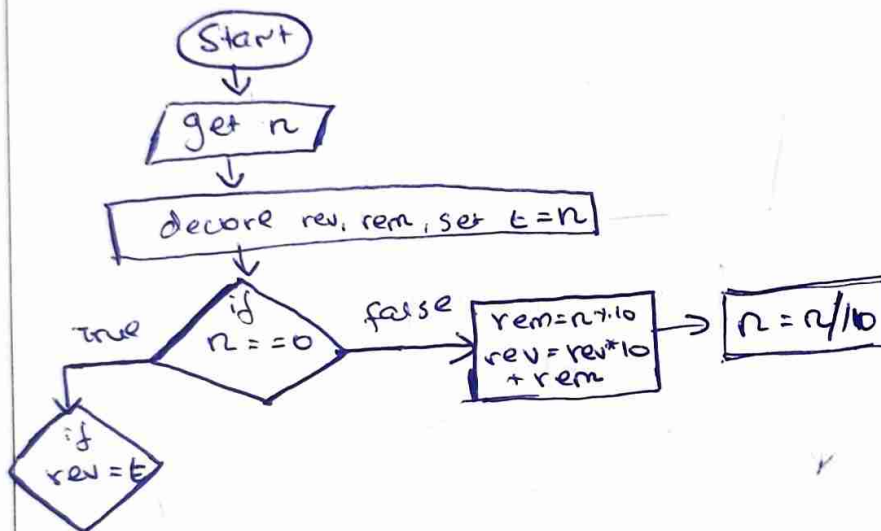 Start
get n
decore rev, rem, set t=n
if
n==0
true
false
rem=n%10
rev=rev*10
+ rem
n=n/10
if
rev=t